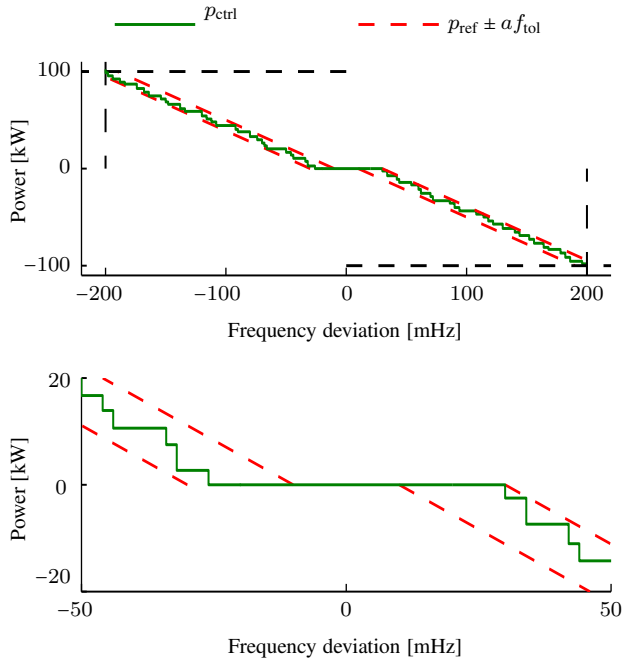 p_ctrl p_ref ± a f_tol
100
0
−100
Power [kW]
−200 −100 0 100 200
Frequency deviation [mHz]
20
0
−20
Power [kW]
−50 0 50
Frequency deviation [mHz]